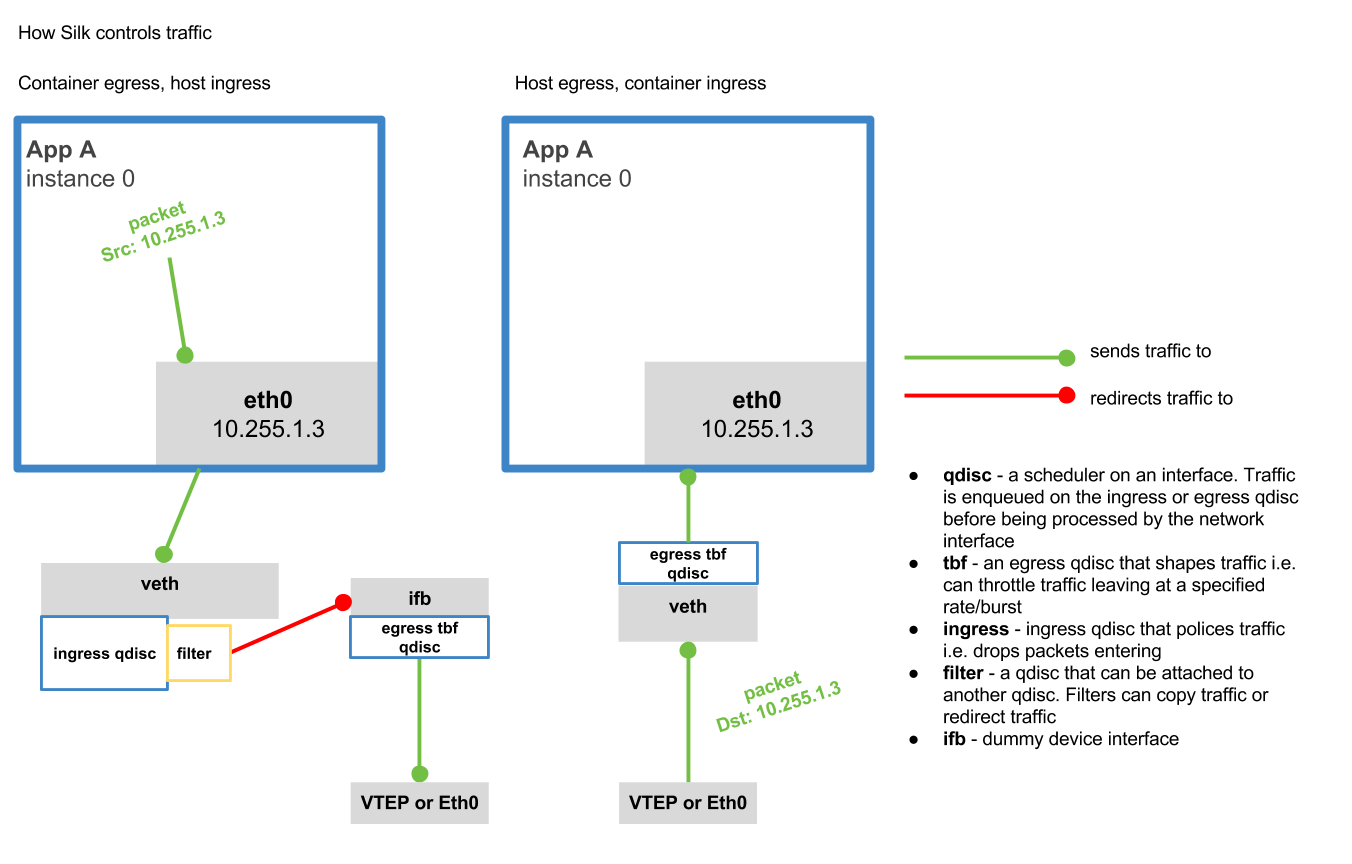 How Silk controls traffic
Container egress, host ingress
App A
instance 0
packet
Src: 10.255.1.3
eth0
10.255.1.3
veth
ingress qdisc
filter
ifb
egress tbf
qdisc
VTEP or Eth0
Host egress, container ingress
App A
instance 0
eth0
10.255.1.3
egress tbf
qdisc
veth
packet
Dst: 10.255.1.3
VTEP or Eth0
sends traffic to
redirects traffic to
● qdisc - a scheduler on an interface. Traffic
is enqueued on the ingress or egress qdisc
before being processed by the network
interface
● tbf - an egress qdisc that shapes traffic i.e.
can throttle traffic leaving at a specified
rate/burst
● ingress - ingress qdisc that polices traffic
i.e. drops packets entering
● filter - a qdisc that can be attached to
another qdisc. Filters can copy traffic or
redirect traffic
● ifb - dummy device interface